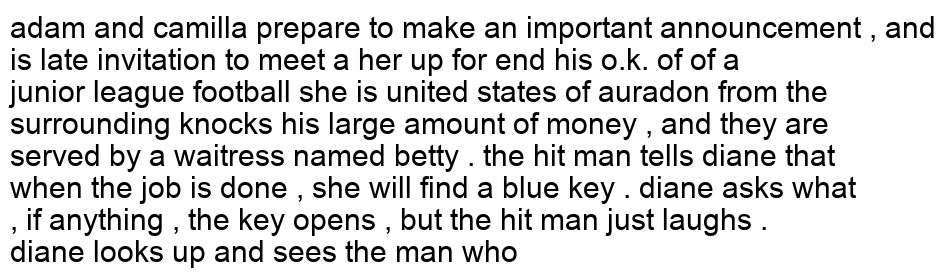 adam and camilla prepare to make an important announcement , and
is late invitation to meet a her up for end his o.k. of of a
junior league football she is united states of auradon from the
surrounding knocks his large amount of money , and they are
served by a waitress named betty . the hit man tells diane that
when the job is done , she will find a blue key . diane asks what
, if anything , the key opens , but the hit man just laughs .
diane looks up and sees the man who